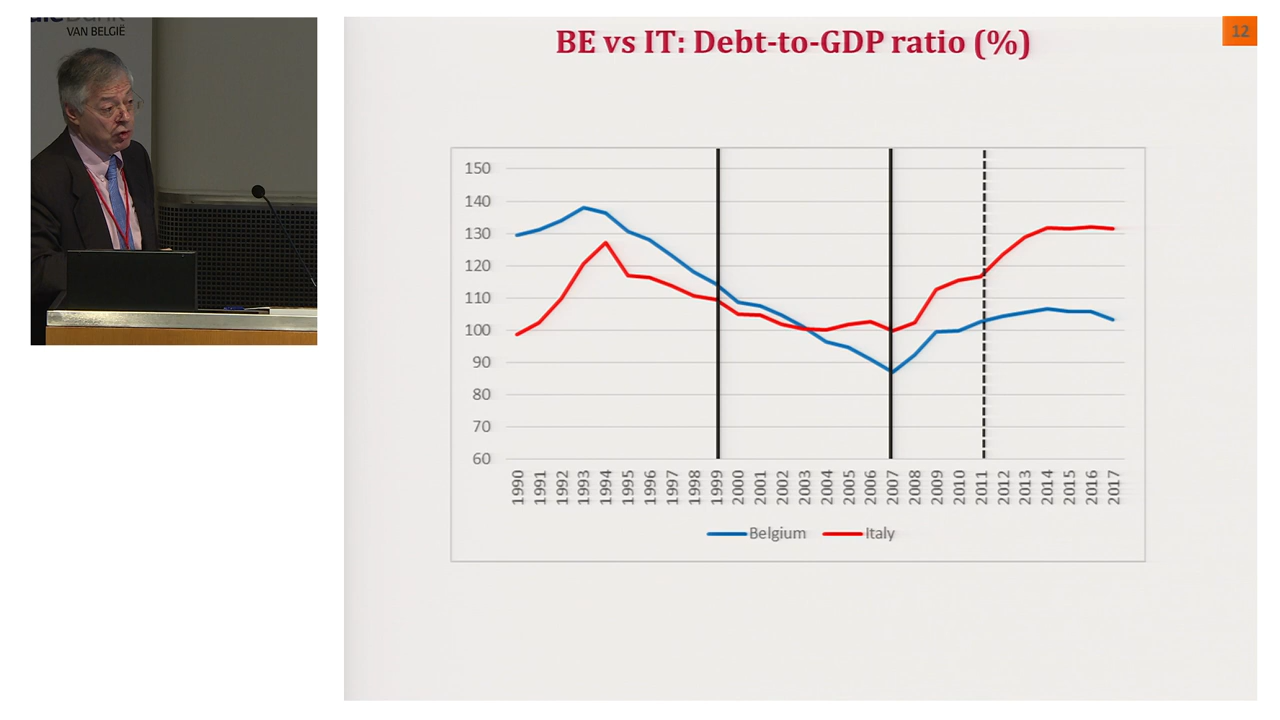 VAN BELGIË
BE vs IT: Debt-to-GDP ratio (%)
12
150
140
130
120
110
100
90
80
70
60
1990 1991 1992 1993 1994 1995 1996 1997 1998 1999 2000 2001 2002 2003 2004 2005 2006 2007 2008 2009 2010 2011 2012 2013 2014 2015 2016 2017
Belgium Italy